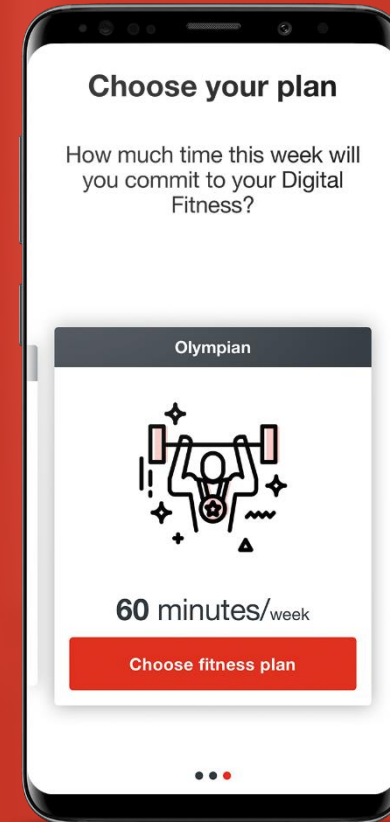 Choose your plan
How much time this week will
you commit to your Digital
Fitness?
Olympian
60 minutes/week
Choose fitness plan